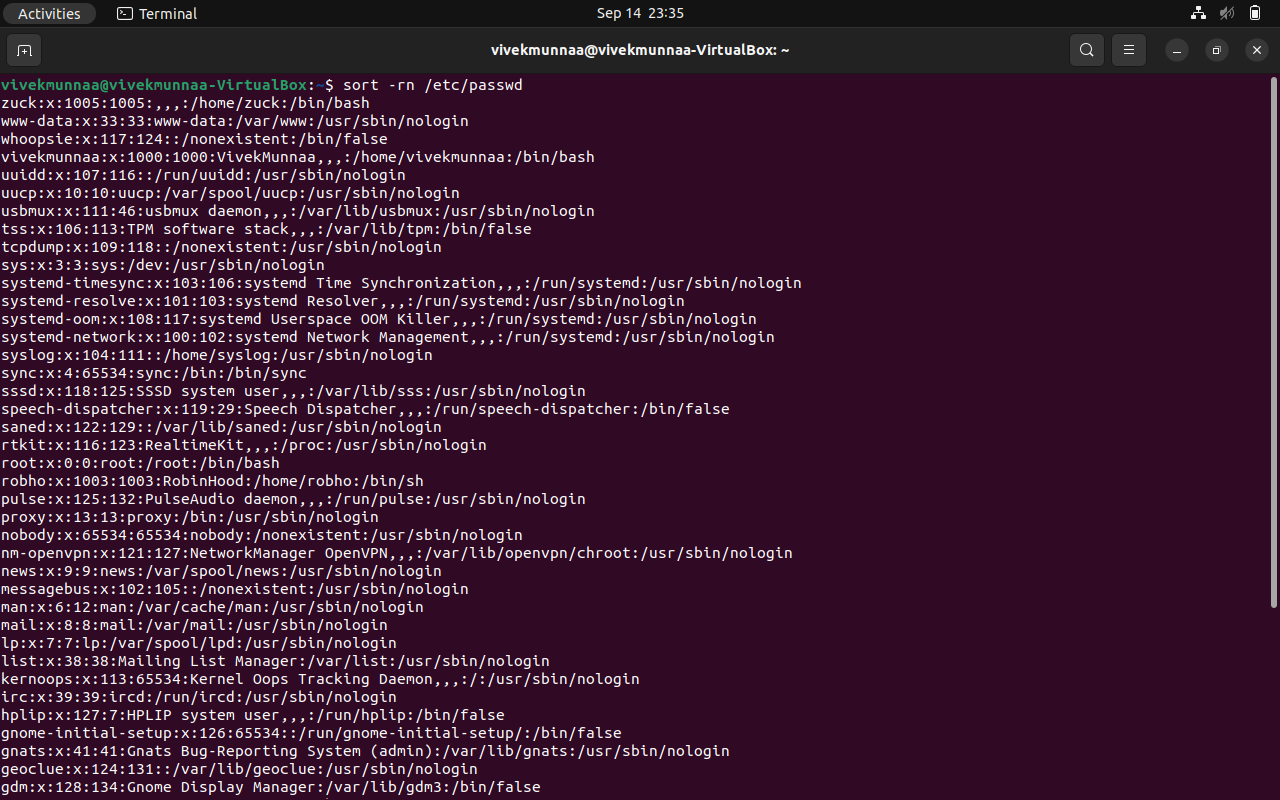 Activities
Terminal
Sep 14 23:35
vivekmunnaa@vivekmunnaa-VirtualBox: ~
vivekmunnaa@vivekmunnaa-VirtualBox:~$ sort -rn /etc/passwd
zuck:x:1005:1005:,,,:/home/zuck:/bin/bash
www-data:x:33:33:www-data:/var/www:/usr/sbin/nologin
whoopsie:x:117:124::/nonexistent:/bin/false
vivekmunnaa:x:1000:1000:VivekMunnaa,,,:/home/vivekmunnaa:/bin/bash
uuidd:x:107:116::/run/uuidd:/usr/sbin/nologin
uucp:x:10:10:uucp:/var/spool/uucp:/usr/sbin/nologin
usbmux:x:111:46:usbmux daemon,,,:/var/lib/usbmux:/usr/sbin/nologin
tss:x:106:113:TPM software stack,,,:/var/lib/tpm:/bin/false
tcpdump:x:109:118::/nonexistent:/usr/sbin/nologin
sys:x:3:3:sys:/dev:/usr/sbin/nologin
systemd-timesync:x:103:106:systemd Time Synchronization,,,:/run/systemd:/usr/sbin/nologin
systemd-resolve:x:101:103:systemd Resolver,,,:/run/systemd:/usr/sbin/nologin
systemd-oom:x:108:117:systemd Userspace OOM Killer,,,:/run/systemd:/usr/sbin/nologin
systemd-network:x:100:102:systemd Network Management,,,:/run/systemd:/usr/sbin/nologin
syslog:x:104:111::/home/syslog:/usr/sbin/nologin
sync:x:4:65534:sync:/bin:/bin/sync
sssd:x:118:125:SSSD system user,,,:/var/lib/sss:/usr/sbin/nologin
speech-dispatcher:x:119:29:Speech Dispatcher,,,:/run/speech-dispatcher:/bin/false
saned:x:122:129::/var/lib/saned:/usr/sbin/nologin
rtkit:x:116:123:RealtimeKit,,,:/proc:/usr/sbin/nologin
root:x:0:0:root:/root:/bin/bash
robho:x:1003:1003:RobinHood:/home/robho:/bin/sh
pulse:x:125:132:PulseAudio daemon,,,:/run/pulse:/usr/sbin/nologin
proxy:x:13:13:proxy:/bin:/usr/sbin/nologin
nobody:x:65534:65534:nobody:/nonexistent:/usr/sbin/nologin
nm-openvpn:x:121:127:NetworkManager OpenVPN,,,:/var/lib/openvpn/chroot:/usr/sbin/nologin
news:x:9:9:news:/var/spool/news:/usr/sbin/nologin
messagebus:x:102:105::/nonexistent:/usr/sbin/nologin
man:x:6:12:man:/var/cache/man:/usr/sbin/nologin
mail:x:8:8:mail:/var/mail:/usr/sbin/nologin
lp:x:7:7:lp:/var/spool/lpd:/usr/sbin/nologin
list:x:38:38:Mailing List Manager:/var/list:/usr/sbin/nologin
kernoops:x:113:65534:Kernel Oops Tracking Daemon,,,:/:/usr/sbin/nologin
irc:x:39:39:ircd:/run/ircd:/usr/sbin/nologin
hplip:x:127:7:HPLIP system user,,,:/run/hplip:/bin/false
gnome-initial-setup:x:126:65534::/run/gnome-initial-setup/:/bin/false
gnats:x:41:41:Gnats Bug-Reporting System (admin):/var/lib/gnats:/usr/sbin/nologin
geoclue:x:124:131::/var/lib/geoclue:/usr/sbin/nologin
gdm:x:128:134:Gnome Display Manager:/var/lib/gdm3:/bin/false